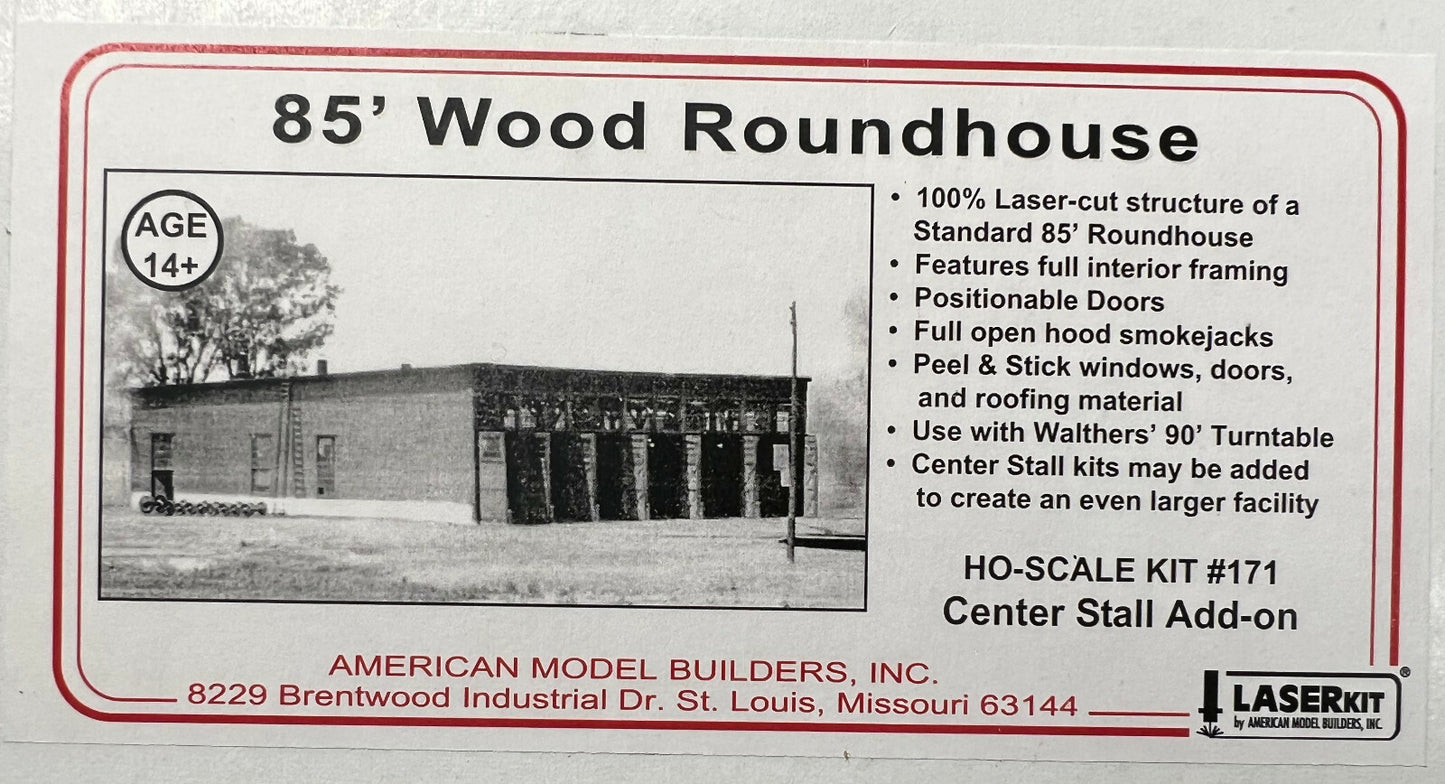 85’ Wood Roundhouse
AGE
14+
• 100% Laser-cut structure of a
Standard 85’ Roundhouse
• Features full interior framing
• Positionable Doors
• Full open hood smokejacks
• Peel & Stick windows, doors,
and roofing material
• Use with Walthers’ 90’ Turntable
• Center Stall kits may be added
to create an even larger facility
HO-SCALE KIT #171
Center Stall Add-on
AMERICAN MODEL BUILDERS, INC.
8229 Brentwood Industrial Dr. St. Louis, Missouri 63144
LASERKIT®
by AMERICAN MODEL BUILDERS, INC.